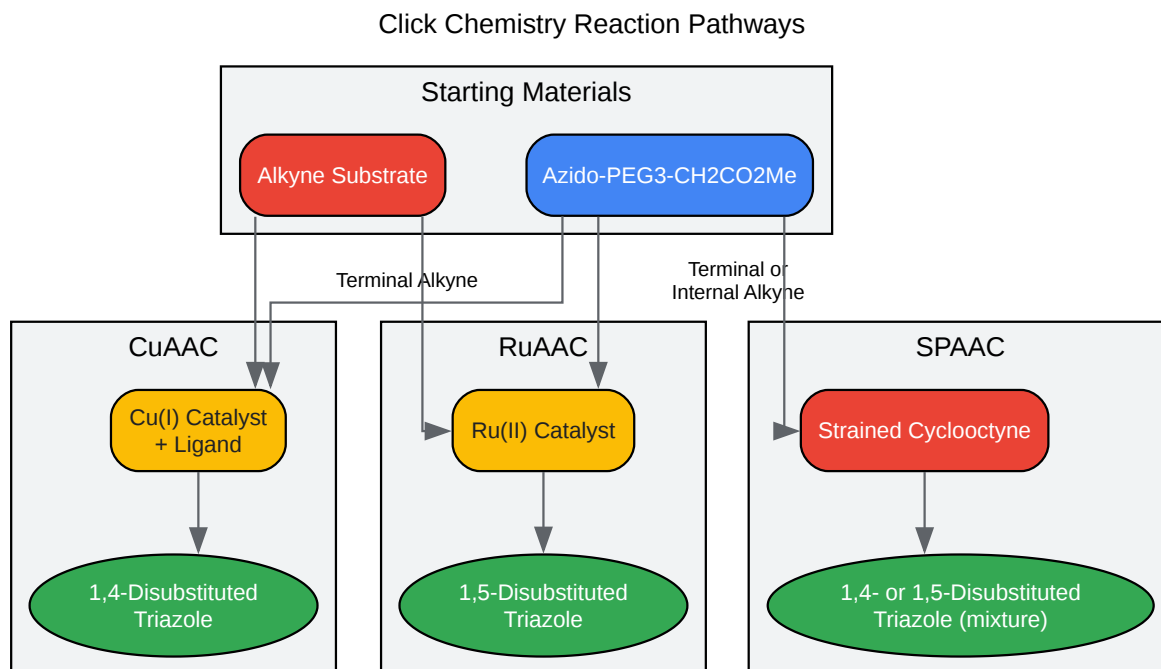 Click Chemistry Reaction Pathways
Starting Materials
Alkyne Substrate
Azido-PEG3-CH2CO2Me
Terminal Alkyne
Terminal or
Internal Alkyne
CuAAC
RuAAC
SPAAC
Cu(I) Catalyst
+ Ligand
Ru(II) Catalyst
Strained Cyclooctyne
1,4-Disubstituted
Triazole
1,5-Disubstituted
Triazole
1,4- or 1,5-Disubstituted
Triazole (mixture)